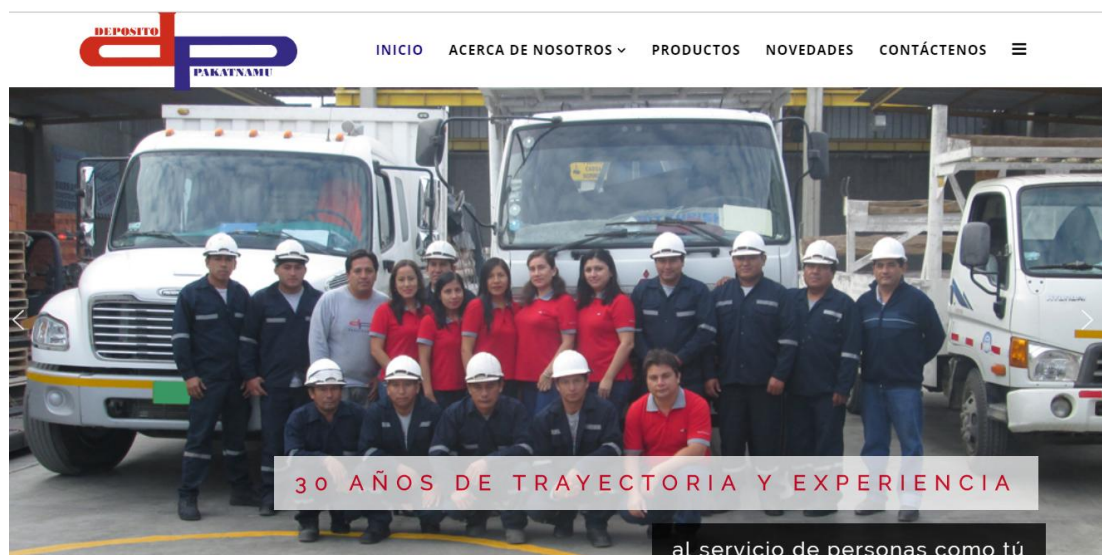 DEPOSITO
PAKATNAMU
INICIO ACERCA DE NOSOTROS PRODUCTOS NOVEDADES CONTÁCTENOS
30 AÑOS DE TRAYECTORIA Y EXPERIENCIA
al servicio de personas como tú